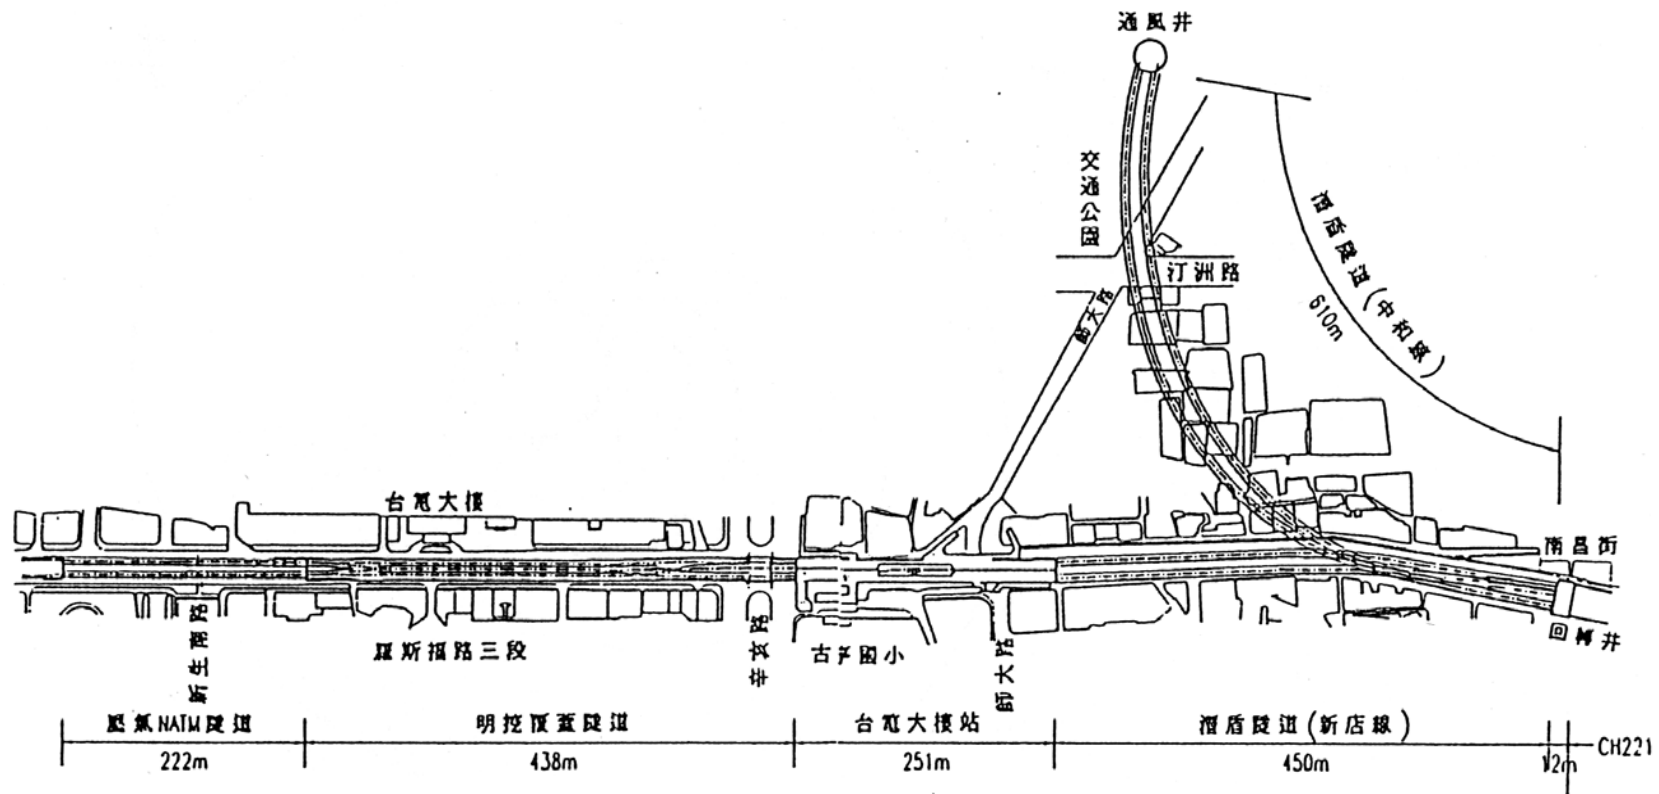 通風井
交通公園
潛盾隧道(中和線)
610m
汀洲路
師大路
台電大樓
南昌街
新生南路
羅斯福路三段
辛亥路
古亭國小
師大路
回轉井
壓氣NATM隧道
明挖覆蓋隧道
台電大樓站
潛盾隧道(新店線)
222m
438m
251m
450m
12m
CH221